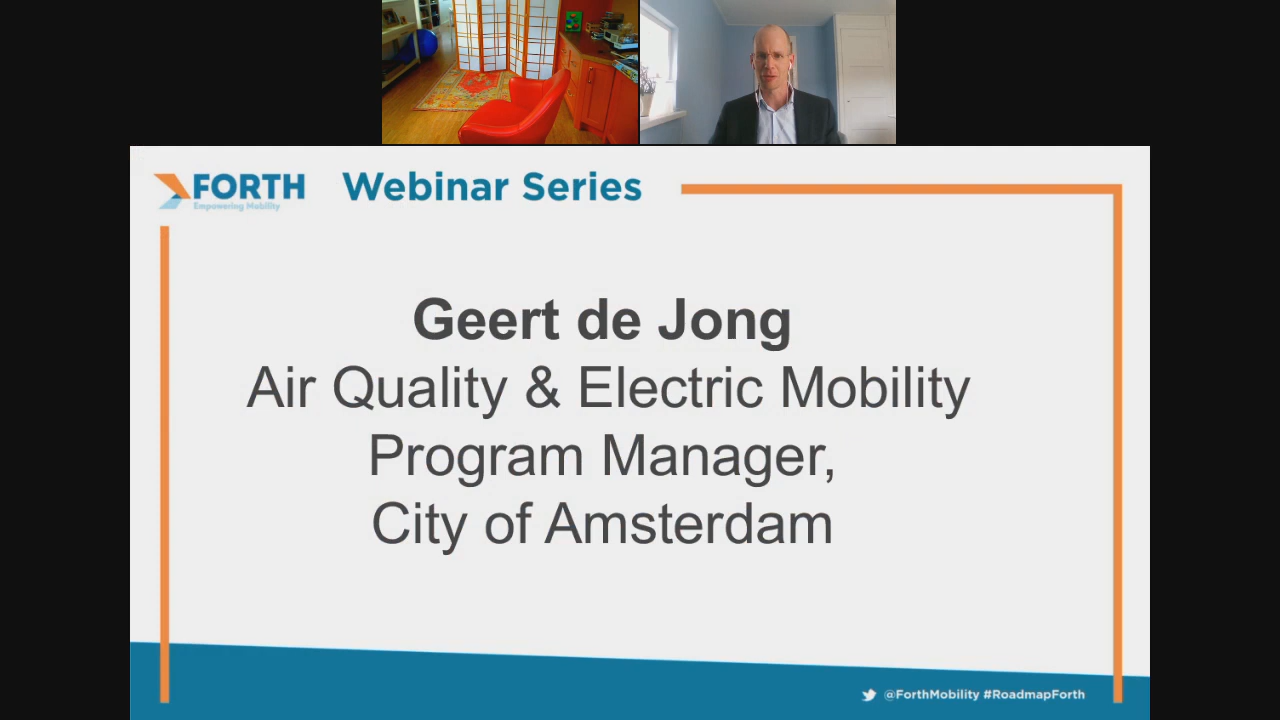 FORTH
Empowering Mobility
Webinar Series
Geert de Jong
Air Quality & Electric Mobility
Program Manager,
City of Amsterdam
@ForthMobility #RoadmapForth